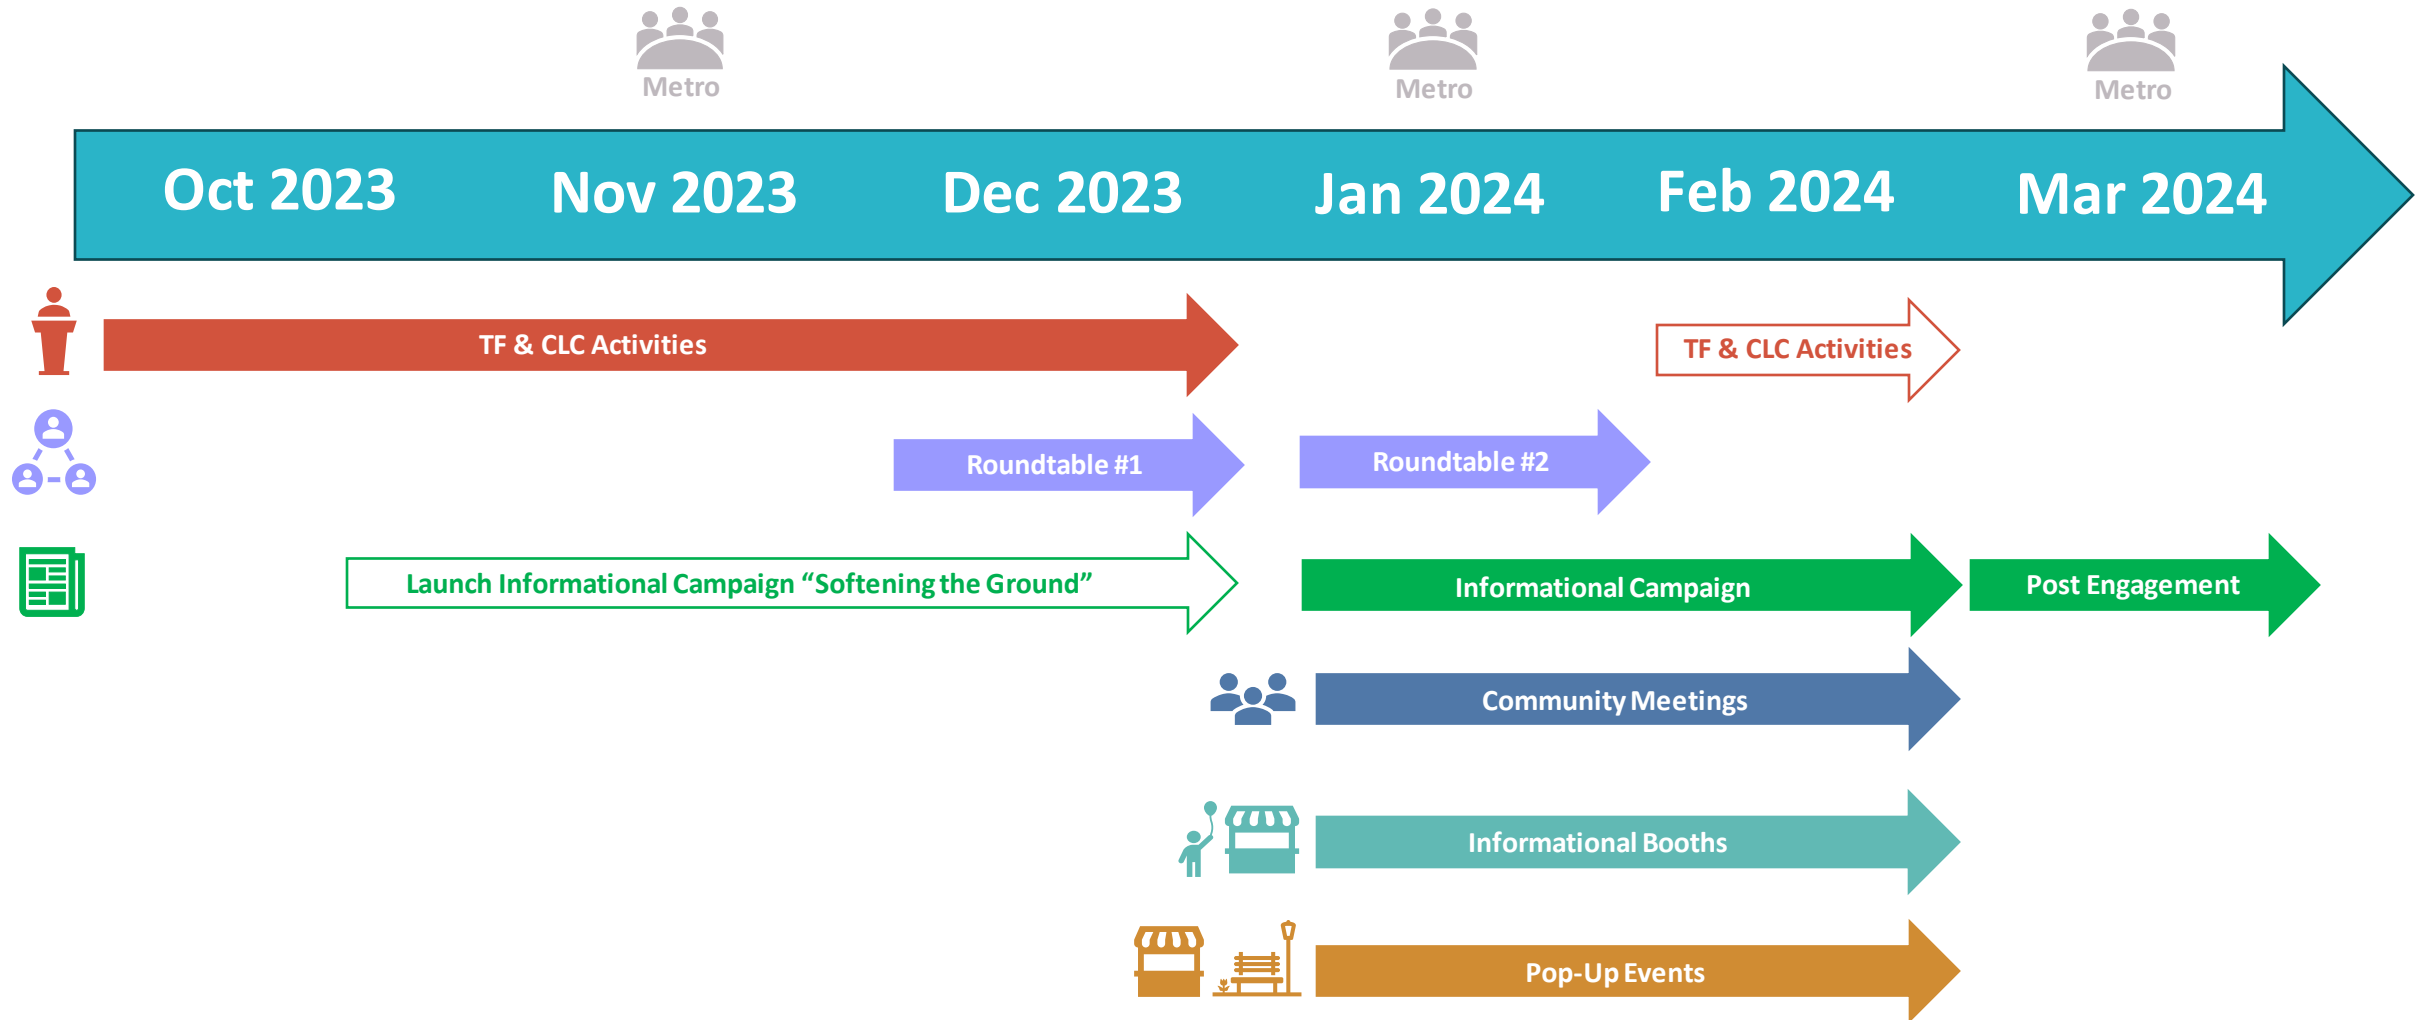 Metro
Metro
Metro
Oct 2023
Nov 2023
Dec 2023
Jan 2024
Feb 2024
Mar 2024
TF & CLC Activities
TF & CLC Activities
Roundtable #1
Roundtable #2
Launch Informational Campaign “Softening the Ground”
Informational Campaign
Post Engagement
Community Meetings
Informational Booths
Pop-Up Events